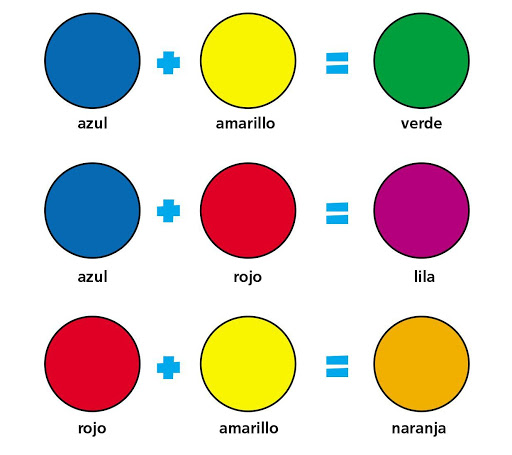 azul + amarillo = verde
azul + rojo = lila
rojo + amarillo = naranja